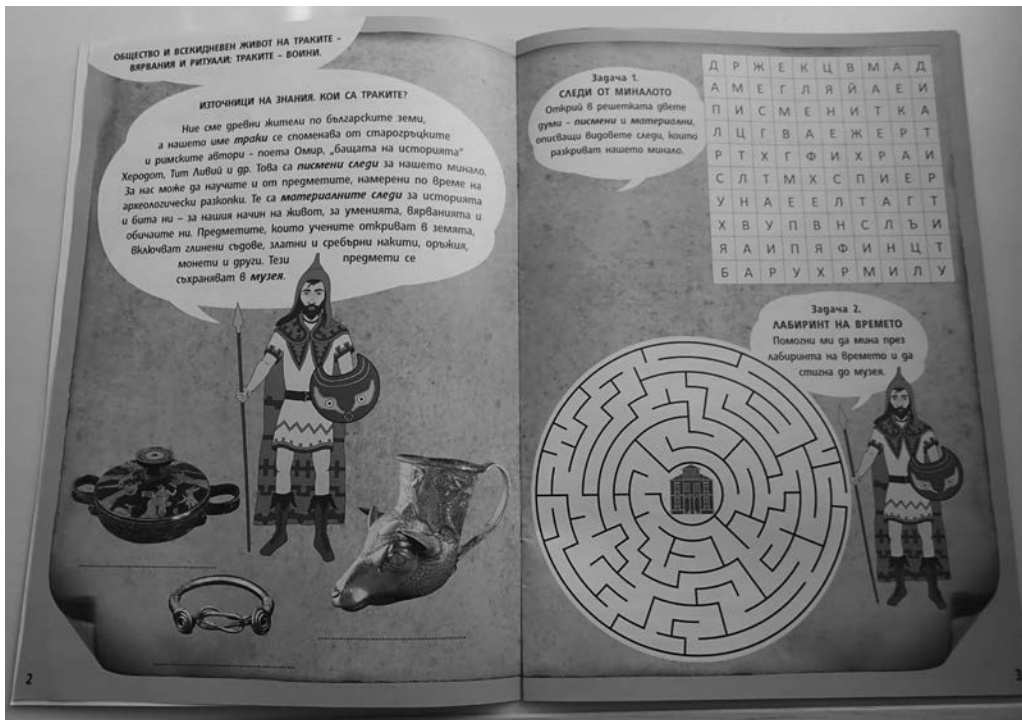 ОБЩЕСТВО И ВСЕКИДНЕВЕН ЖИВОТ НА ТРАКИТЕ –
ВЯРВАНИЯ И РИТУАЛИ; ТРАКИТЕ – ВОИНИ.
ИЗТОЧНИЦИ НА ЗНАНИЯ. КОИ СА ТРАКИТЕ?
Ние сме древни жители по българските земи,
а нашето име траки се споменава от старогръцките
и римските автори – поета Омир, „бащата на историята"
Херодот, Тит Ливий и др. Това са писмени следи за нашето минало.
За нас може да научите и от предметите, намерени по време на
археологически разкопки. Те са материалните следи за историята
и бита ни – за нашия начин на живот, за уменията, вярванията и
обичаите ни. Предметите, които учените откриват в земята,
включват глинени съдове, златни и сребърни накити, оръжия,
монети и други. Тези предмети се
съхраняват в музея.
2
Задача 1.
СЛЕДИ ОТ МИНАЛОТО
Открий в решетката двете
думи – писмени и материални,
описващи видовете следи, които
разкриват нашето минало.
Д Р Ж Е К Ц В М А Д
А М Е Г Л Я Й А Е И
П И С М Е Н И Т К А
Л Ц Г В А Е Ж Е Р Т
Р Т Х Г Ф И Х Р А И
С Л Т М Х С П И Е Р
У Н А Е Е Л Т А Г Т
Х В У П В Н С Л Ъ И
Я А И П Я Ф И Н Ц Т
Б А Р У Х Р М И Л У
Задача 2.
ЛАБИРИНТ НА ВРЕМЕТО
Помогни ми да мина през
лабиринта на времето и да
стигна до музея.
3